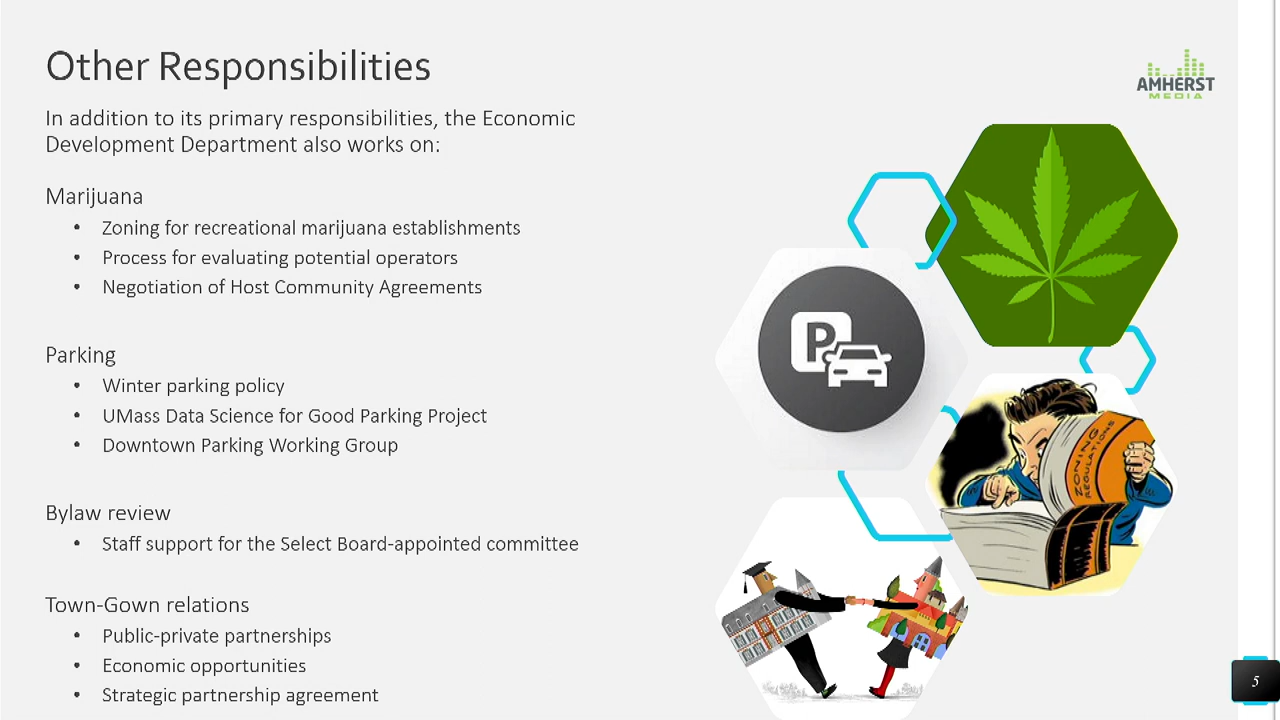 Other Responsibilities
AMHERST
MEDIA
In addition to its primary responsibilities, the Economic
Development Department also works on:
Marijuana
• Zoning for recreational marijuana establishments
• Process for evaluating potential operators
• Negotiation of Host Community Agreements
Parking
• Winter parking policy
• UMass Data Science for Good Parking Project
• Downtown Parking Working Group
Bylaw review
• Staff support for the Select Board-appointed committee
Town-Gown relations
• Public-private partnerships
• Economic opportunities
• Strategic partnership agreement
P
ZONING
REGULATIONS
5